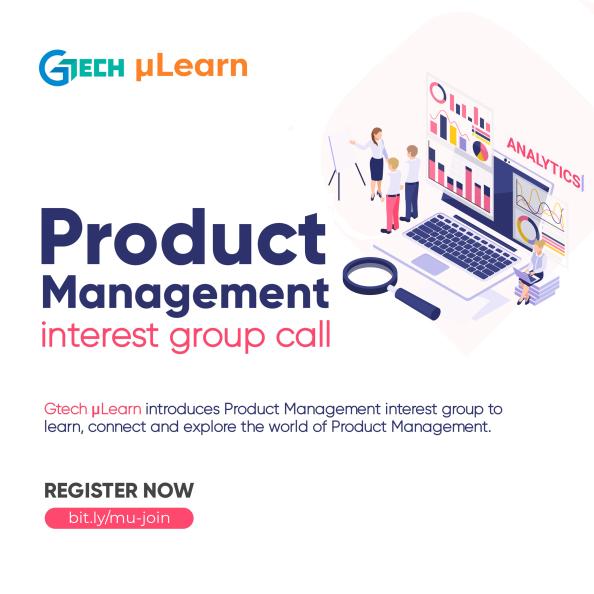 GTECH µLearn
ANALYTICS
Product
Management
interest group call
Gtech µLearn introduces Product Management interest group to
learn, connect and explore the world of Product Management.
REGISTER NOW
bit.ly/mu-join